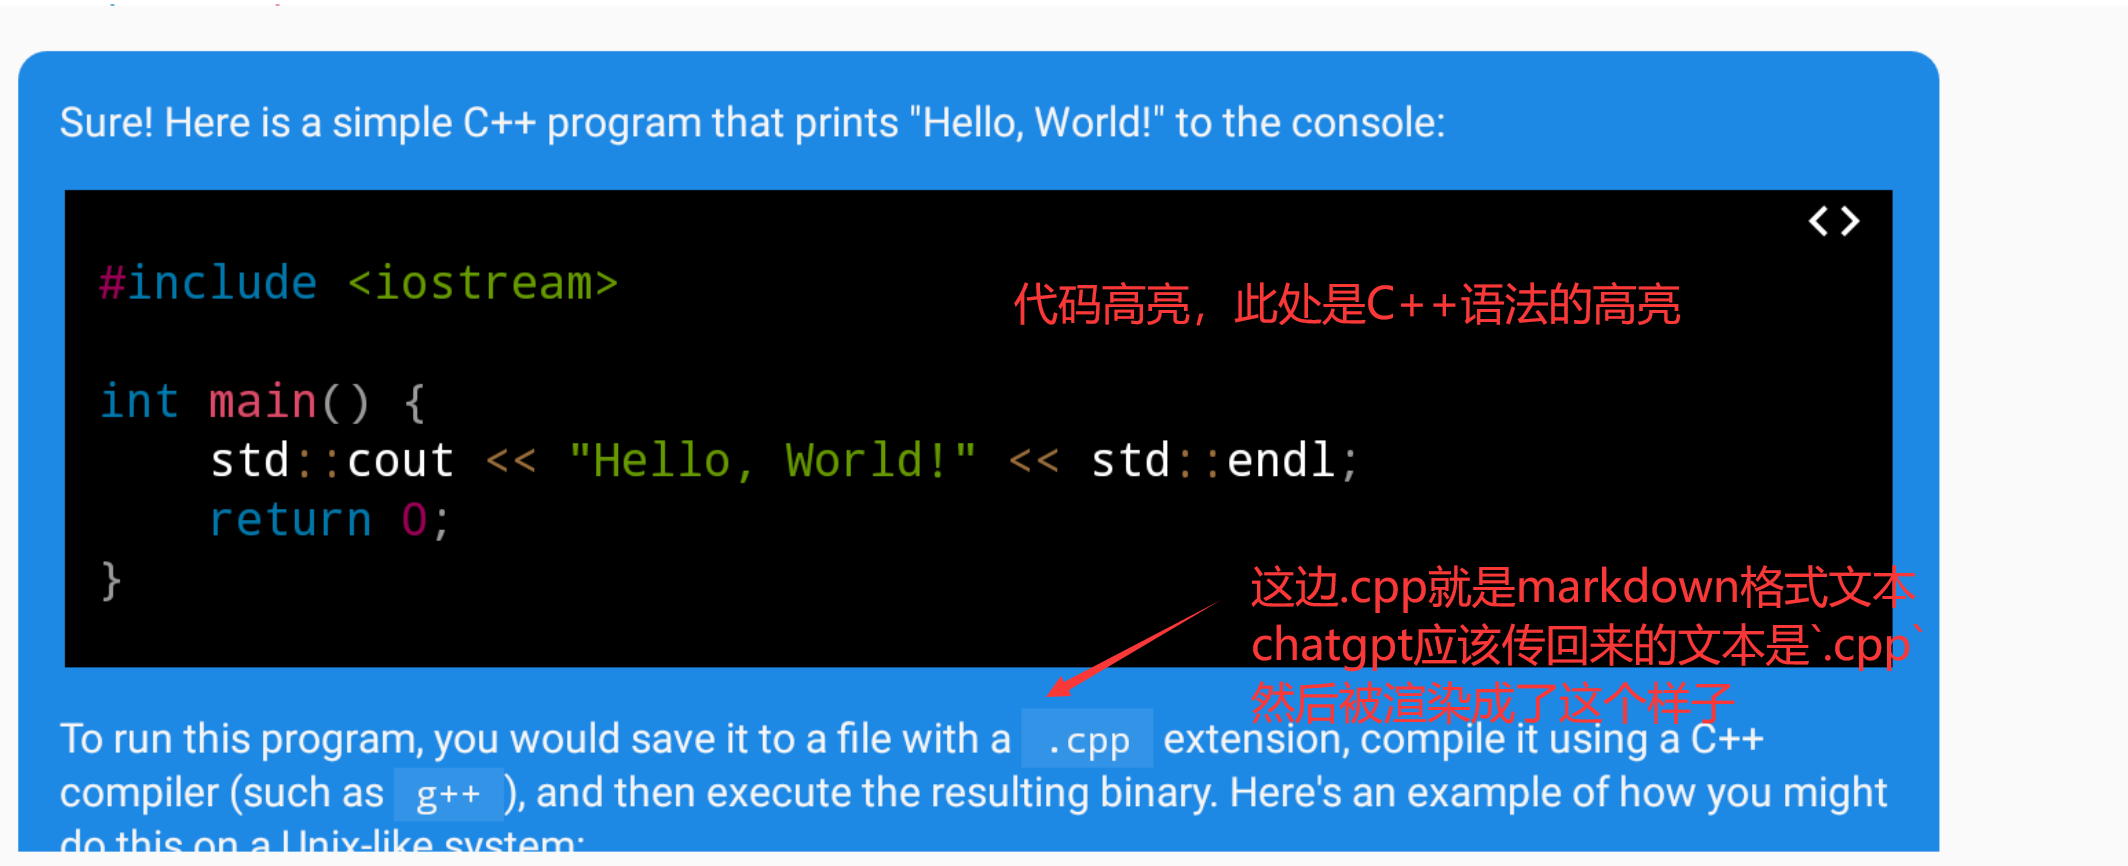 Sure! Here is a simple C++ program that prints "Hello, World!" to the console:
<>
#include <iostream>
代码高亮，此处是C++语法的高亮
int main() {
    std::cout << "Hello, World!" << std::endl;
    return 0;
}
这边.cpp就是markdown格式文本
chatgpt应该传回来的文本是`.cpp`
然后被渲染成了这个样子
To run this program, you would save it to a file with a .cpp extension, compile it using a C++
compiler (such as g++ ), and then execute the resulting binary. Here's an example of how you might
do this on a Unix-like system: